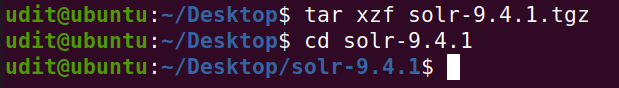 udit@ubuntu:~/Desktop$ tar xzf solr-9.4.1.tgz
udit@ubuntu:~/Desktop$ cd solr-9.4.1
udit@ubuntu:~/Desktop/solr-9.4.1$